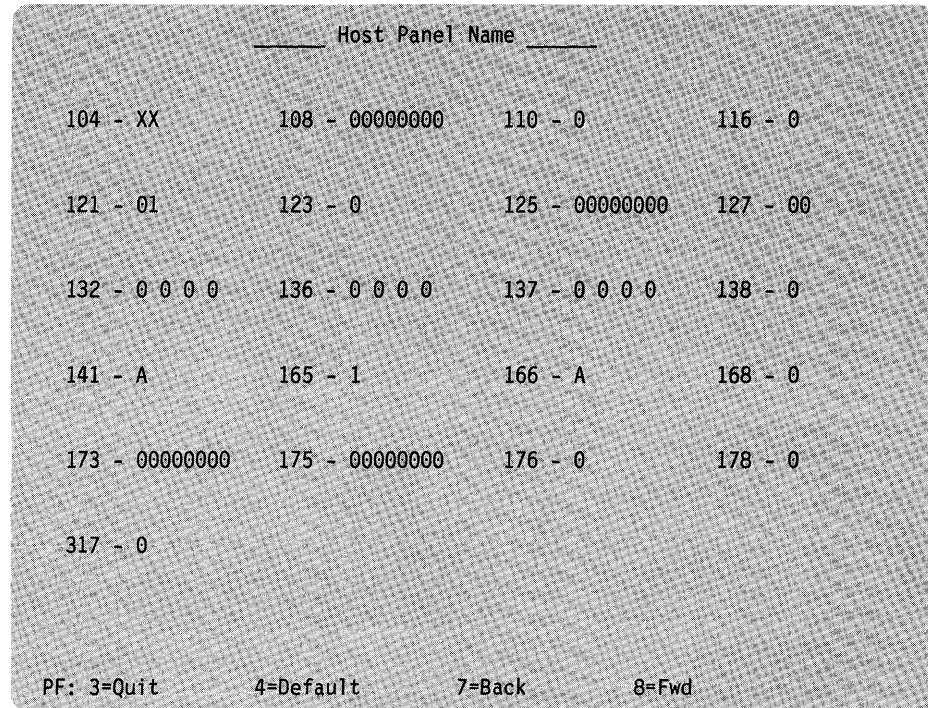 ______ Host Panel Name ______
104 - XX 108 - 00000000 110 - 0 116 - 0
121 - 01 123 - 0 125 - 00000000 127 - 00
132 - 0 0 0 0 136 - 0 0 0 0 137 - 0 0 0 0 138 - 0
141 - A 165 - 1 166 - A 168 - 0
173 - 00000000 175 - 00000000 176 - 0 178 - 0
317 - 0
PF: 3=Quit 4=Default 7=Back 8=Fwd